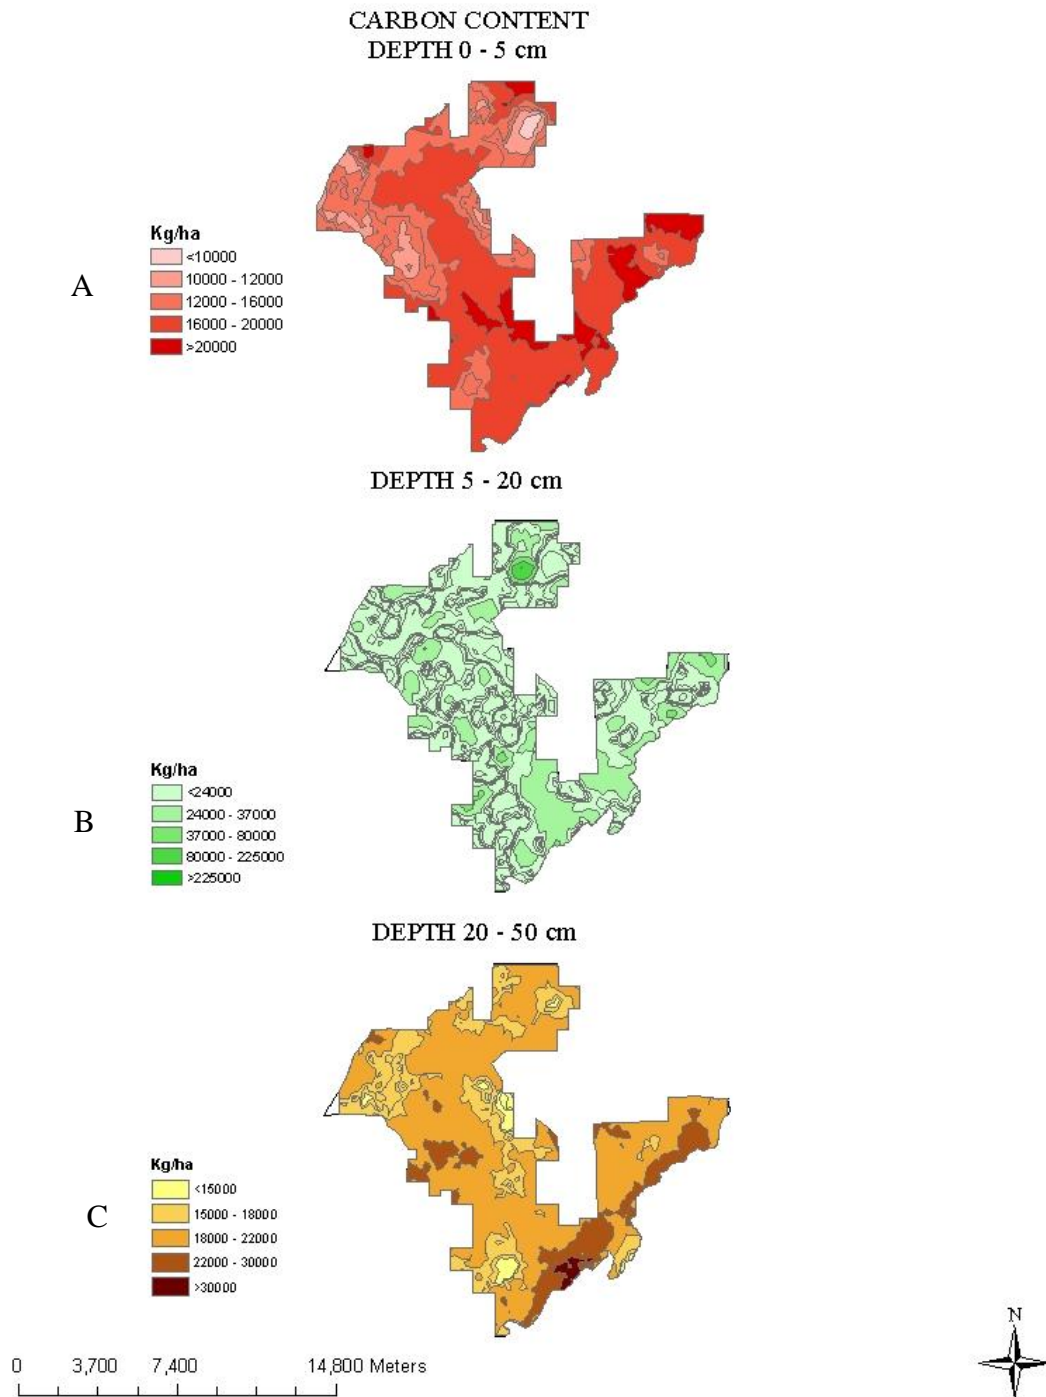 CARBON CONTENT
DEPTH 0 - 5 cm
A
Kg/ha
<10000
10000 - 12000
12000 - 16000
16000 - 20000
>20000
DEPTH 5 - 20 cm
B
Kg/ha
<24000
24000 - 37000
37000 - 80000
80000 - 225000
>225000
DEPTH 20 - 50 cm
C
Kg/ha
<15000
15000 - 18000
18000 - 22000
22000 - 30000
>30000
N
0 3,700 7,400 14,800 Meters